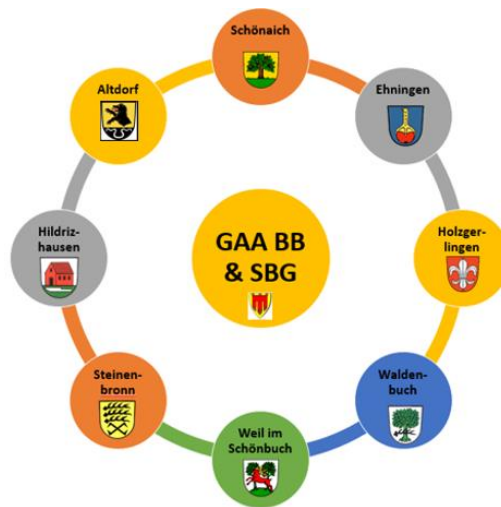 Schönaich
Ehningen
Holzger-
lingen
Walden-
buch
Weil im
Schönbuch
Steinen-
bronn
Hildriz-
hausen
Altdorf
GAA BB
& SBG